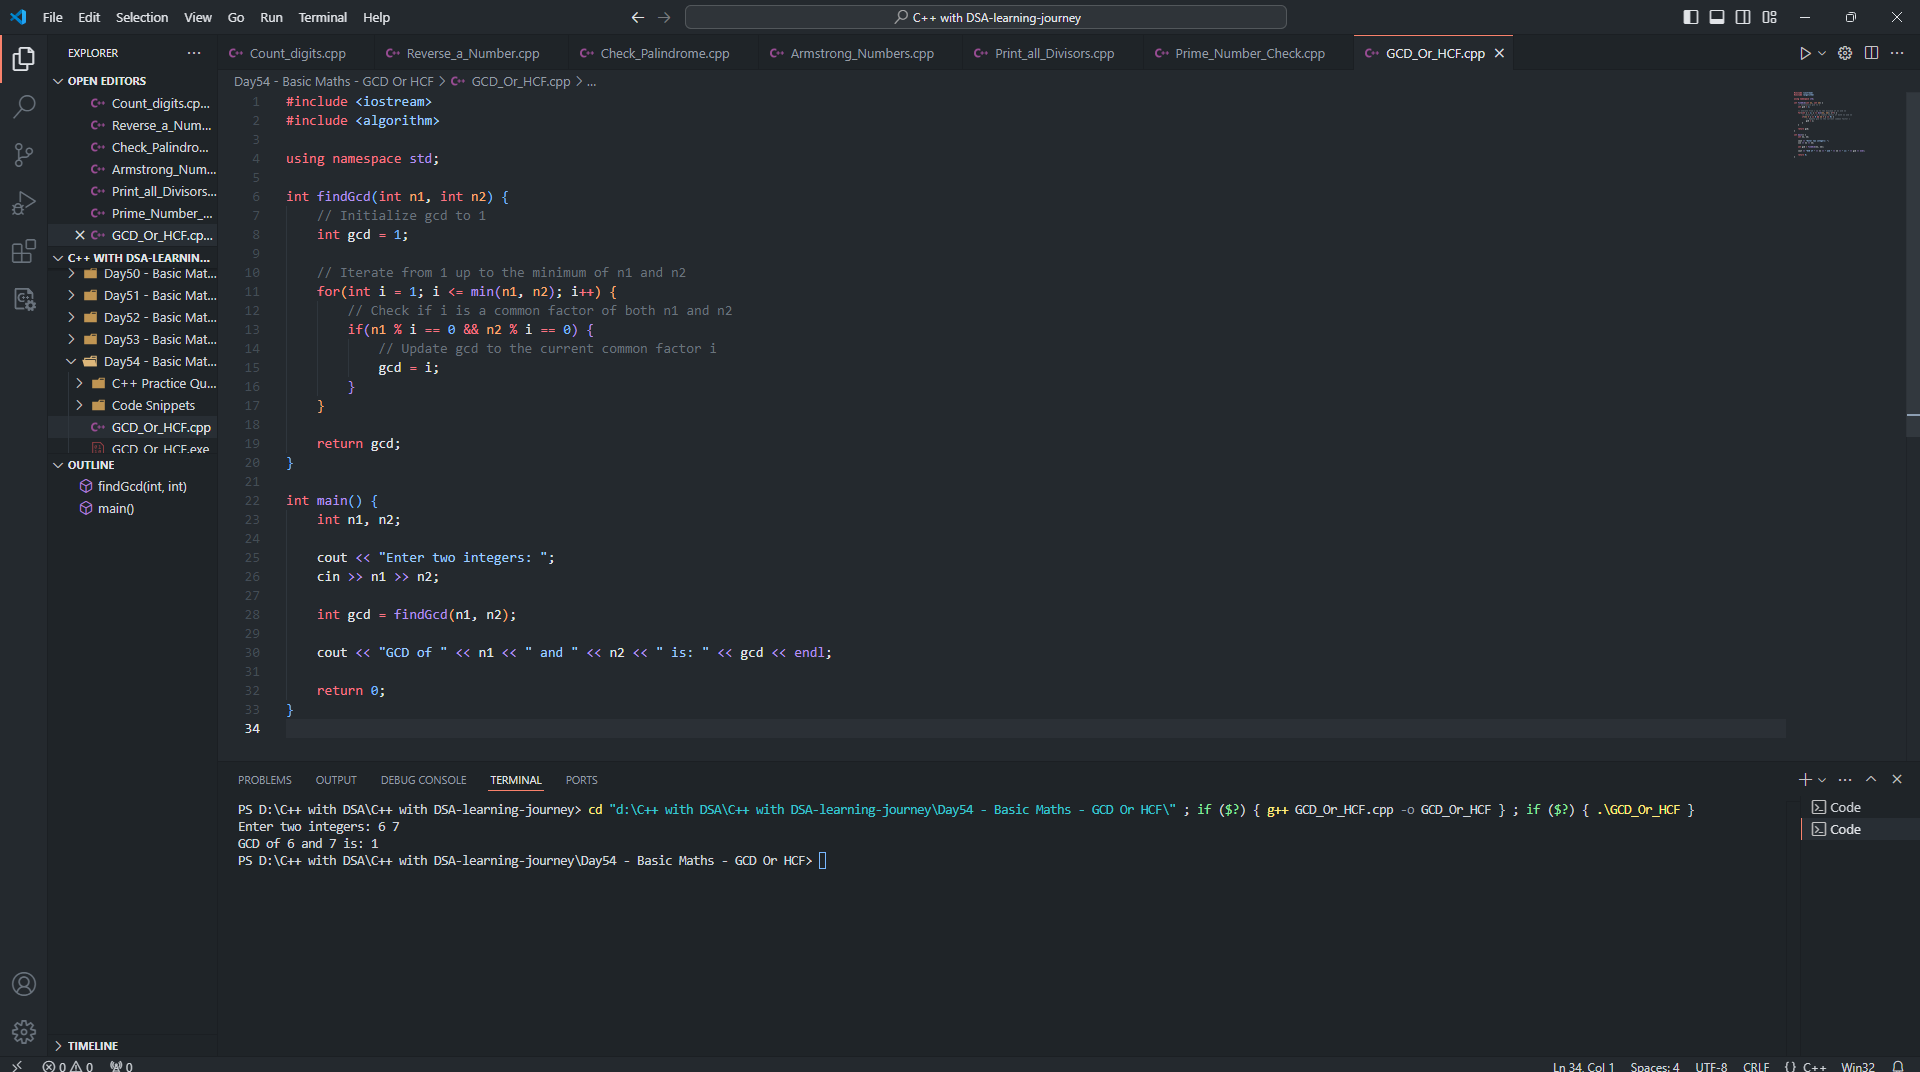 File Edit Selection View Go Run Terminal Help
C++ with DSA-learning-journey
EXPLORER
OPEN EDITORS
Count_digits.cp...
Reverse_a_Num...
Check_Palindro...
Armstrong_Num...
Print_all_Divisors...
Prime_Number_...
GCD_Or_HCF.cp...
C++ WITH DSA-LEARNIN...
Day50 - Basic Mat...
Day51 - Basic Mat...
Day52 - Basic Mat...
Day53 - Basic Mat...
Day54 - Basic Mat...
C++ Practice Qu...
Code Snippets
GCD_Or_HCF.cpp
GCD_Or_HCF.exe
OUTLINE
findGcd(int, int)
main()
TIMELINE
Count_digits.cpp Reverse_a_Number.cpp Check_Palindrome.cpp Armstrong_Numbers.cpp Print_all_Divisors.cpp Prime_Number_Check.cpp GCD_Or_HCF.cpp
Day54 - Basic Maths - GCD Or HCF > GCD_Or_HCF.cpp > ...
1 #include <iostream>
2 #include <algorithm>
3
4 using namespace std;
5
6 int findGcd(int n1, int n2) {
7 // Initialize gcd to 1
8 int gcd = 1;
9
10 // Iterate from 1 up to the minimum of n1 and n2
11 for(int i = 1; i <= min(n1, n2); i++) {
12 // Check if i is a common factor of both n1 and n2
13 if(n1 % i == 0 && n2 % i == 0) {
14 // Update gcd to the current common factor i
15 gcd = i;
16 }
17 }
18
19 return gcd;
20 }
21
22 int main() {
23 int n1, n2;
24
25 cout << "Enter two integers: ";
26 cin >> n1 >> n2;
27
28 int gcd = findGcd(n1, n2);
29
30 cout << "GCD of " << n1 << " and " << n2 << " is: " << gcd << endl;
31
32 return 0;
33 }
34
PROBLEMS OUTPUT DEBUG CONSOLE TERMINAL PORTS
PS D:\C++ with DSA\C++ with DSA-learning-journey> cd "d:\C++ with DSA\C++ with DSA-learning-journey\Day54 - Basic Maths - GCD Or HCF\" ; if ($?) { g++ GCD_Or_HCF.cpp -o GCD_Or_HCF } ; if ($?) { .\GCD_Or_HCF }
Enter two integers: 6 7
GCD of 6 and 7 is: 1
PS D:\C++ with DSA\C++ with DSA-learning-journey\Day54 - Basic Maths - GCD Or HCF>
Code
Code
0 0 0
Ln 34, Col 1 Spaces: 4 UTF-8 CRLF {} C++ Win32